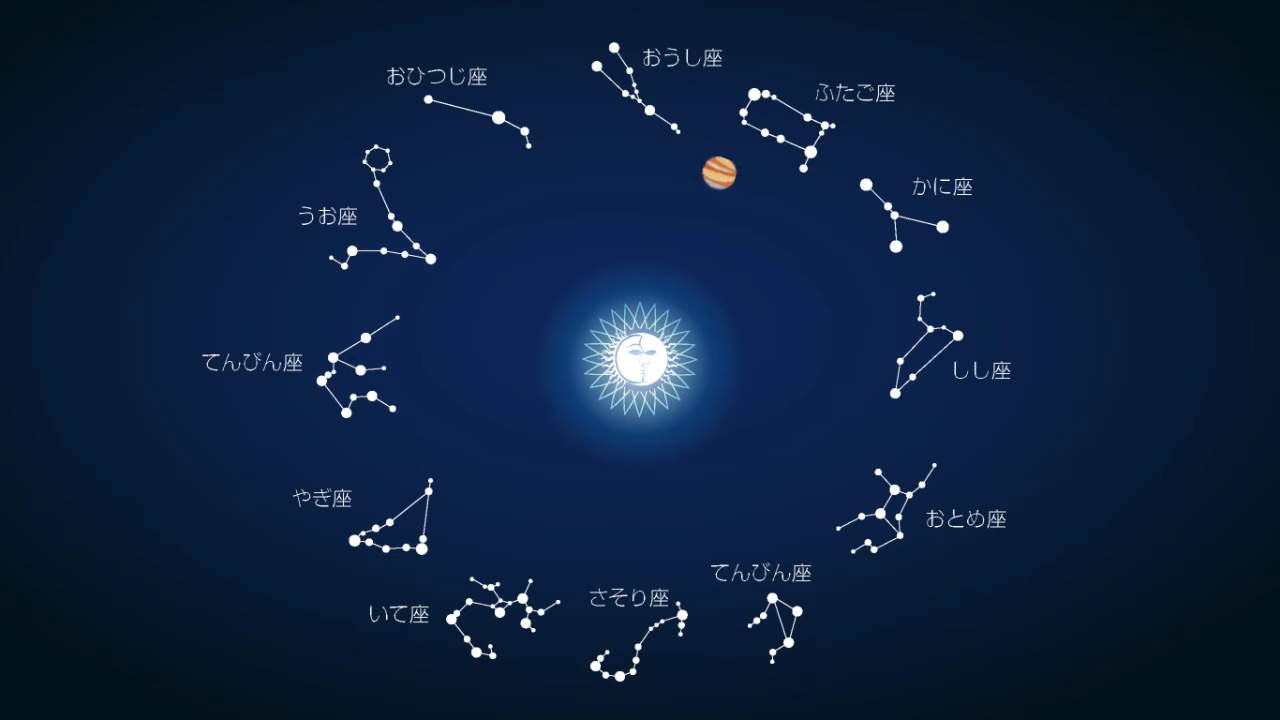 おうし座
おひつじ座
ふたご座
かに座
うお座
てんびん座
しし座
やぎ座
おとめ座
てんびん座
さそり座
いて座